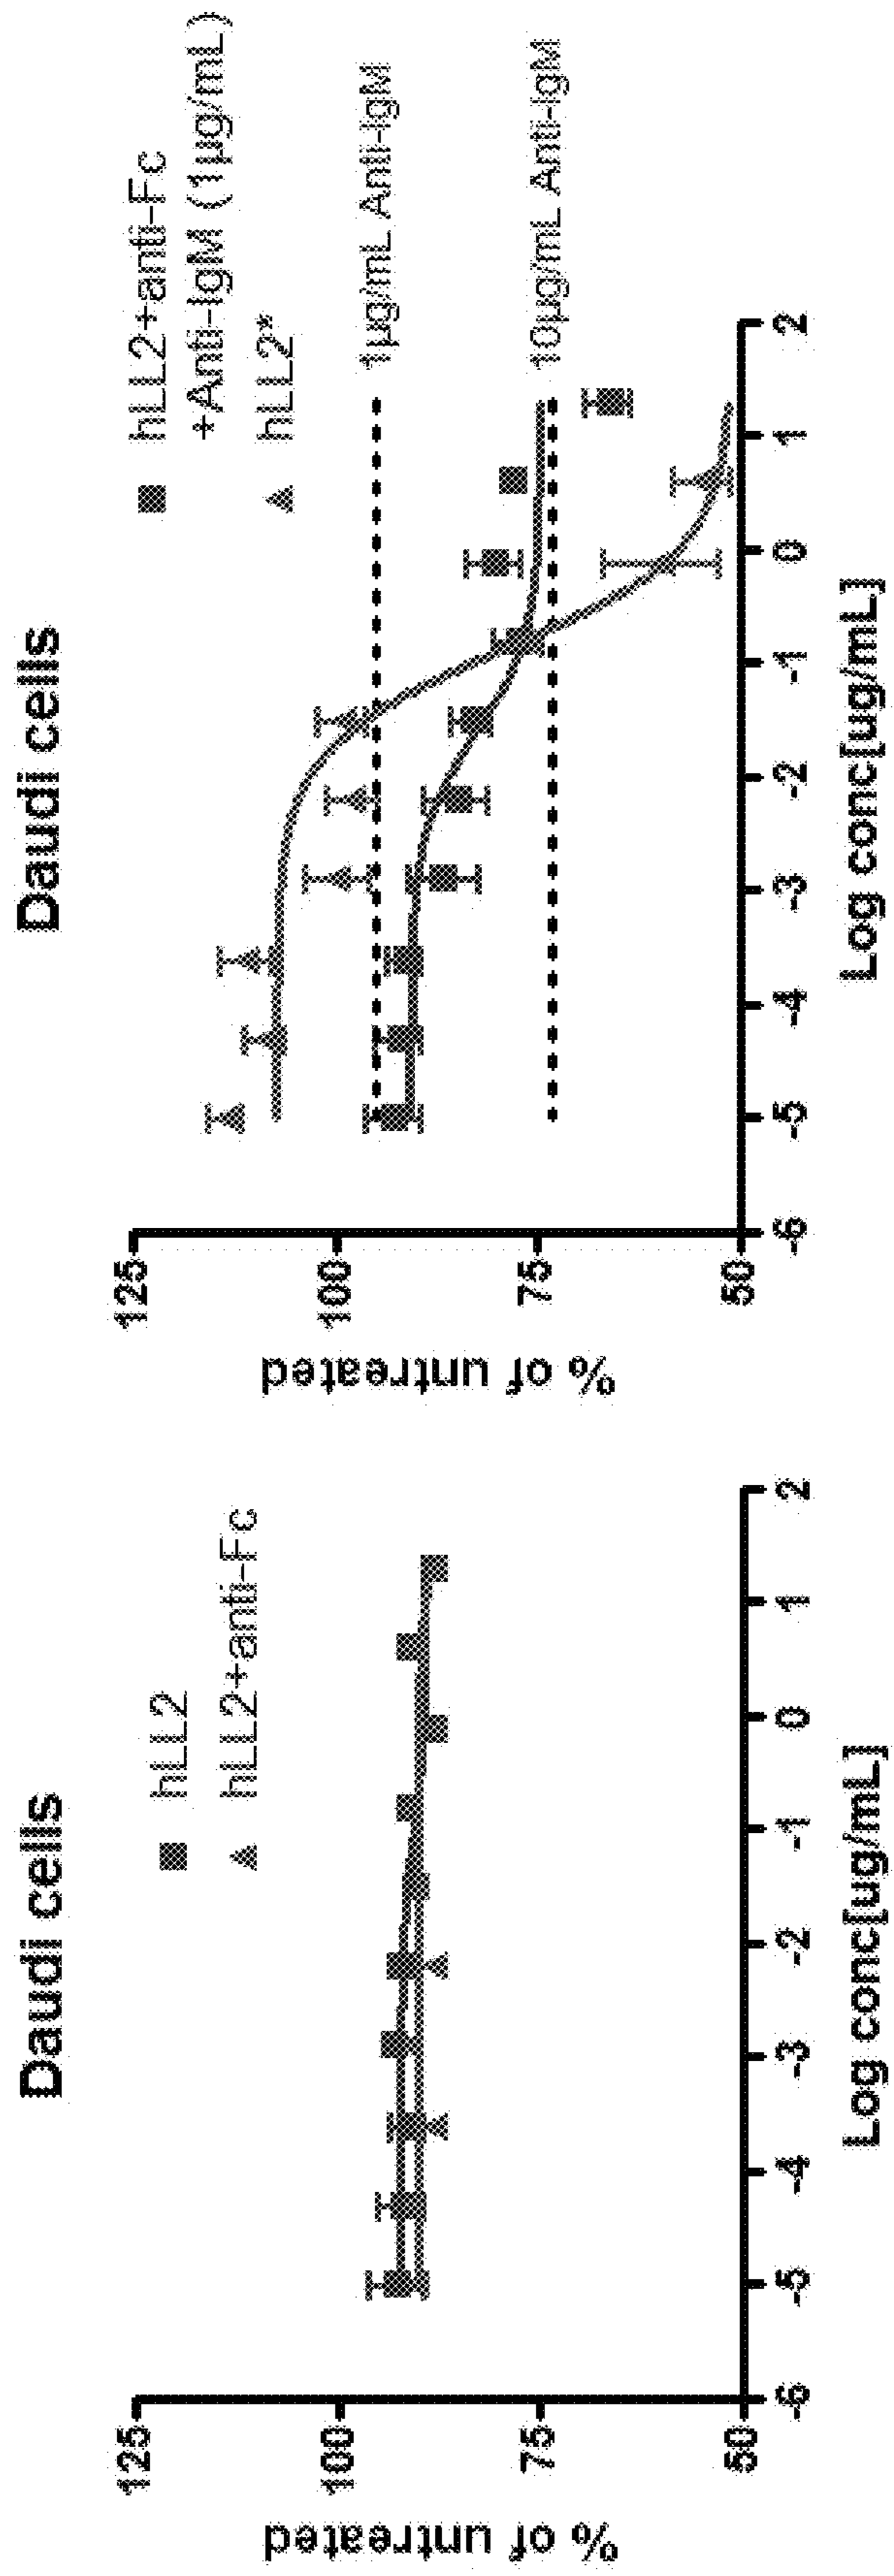 Daudi cells
hLL2
hLL2+anti-Fc
125
100
75
50
% of untreated
-6 -5 -4 -3 -2 -1 0 1 2
Log conc[ug/mL]
Daudi cells
hLL2+anti-Fc
+Anti-IgM (1µg/mL)
hLL2*
1µg/mL Anti-IgM
10µg/mL Anti-IgM
125
100
75
50
% of untreated
-6 -5 -4 -3 -2 -1 0 1 2
Log conc[ug/mL]